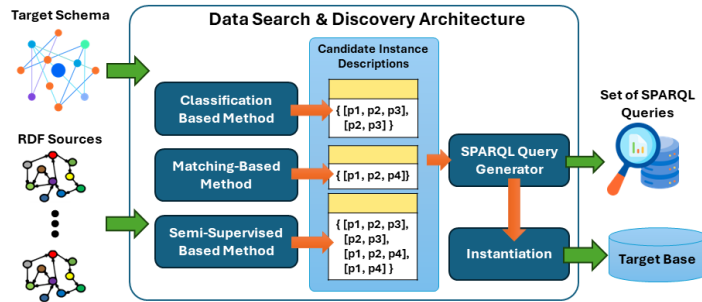 Target Schema
Data Search & Discovery Architecture
Candidate Instance
Descriptions
Classification
Based Method
{ [p1, p2, p3],
[p2, p3] }
Set of SPARQL
Queries
RDF Sources
Matching-Based
Method
{ [p1, p2, p4]}
SPARQL Query
Generator
Semi-Supervised
Based Method
{ [p1, p2, p3],
[p2, p3],
[p1, p2, p4],
[p1, p4] }
Instantiation
Target Base